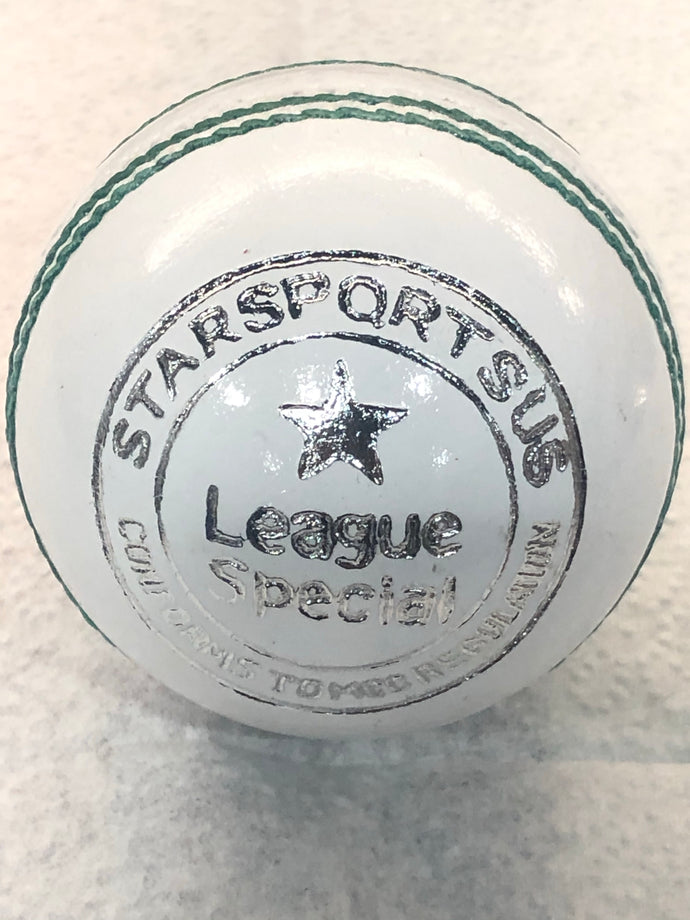 STARSPORTSUS
League
Special
CONFORMS TO MCC REGULATION